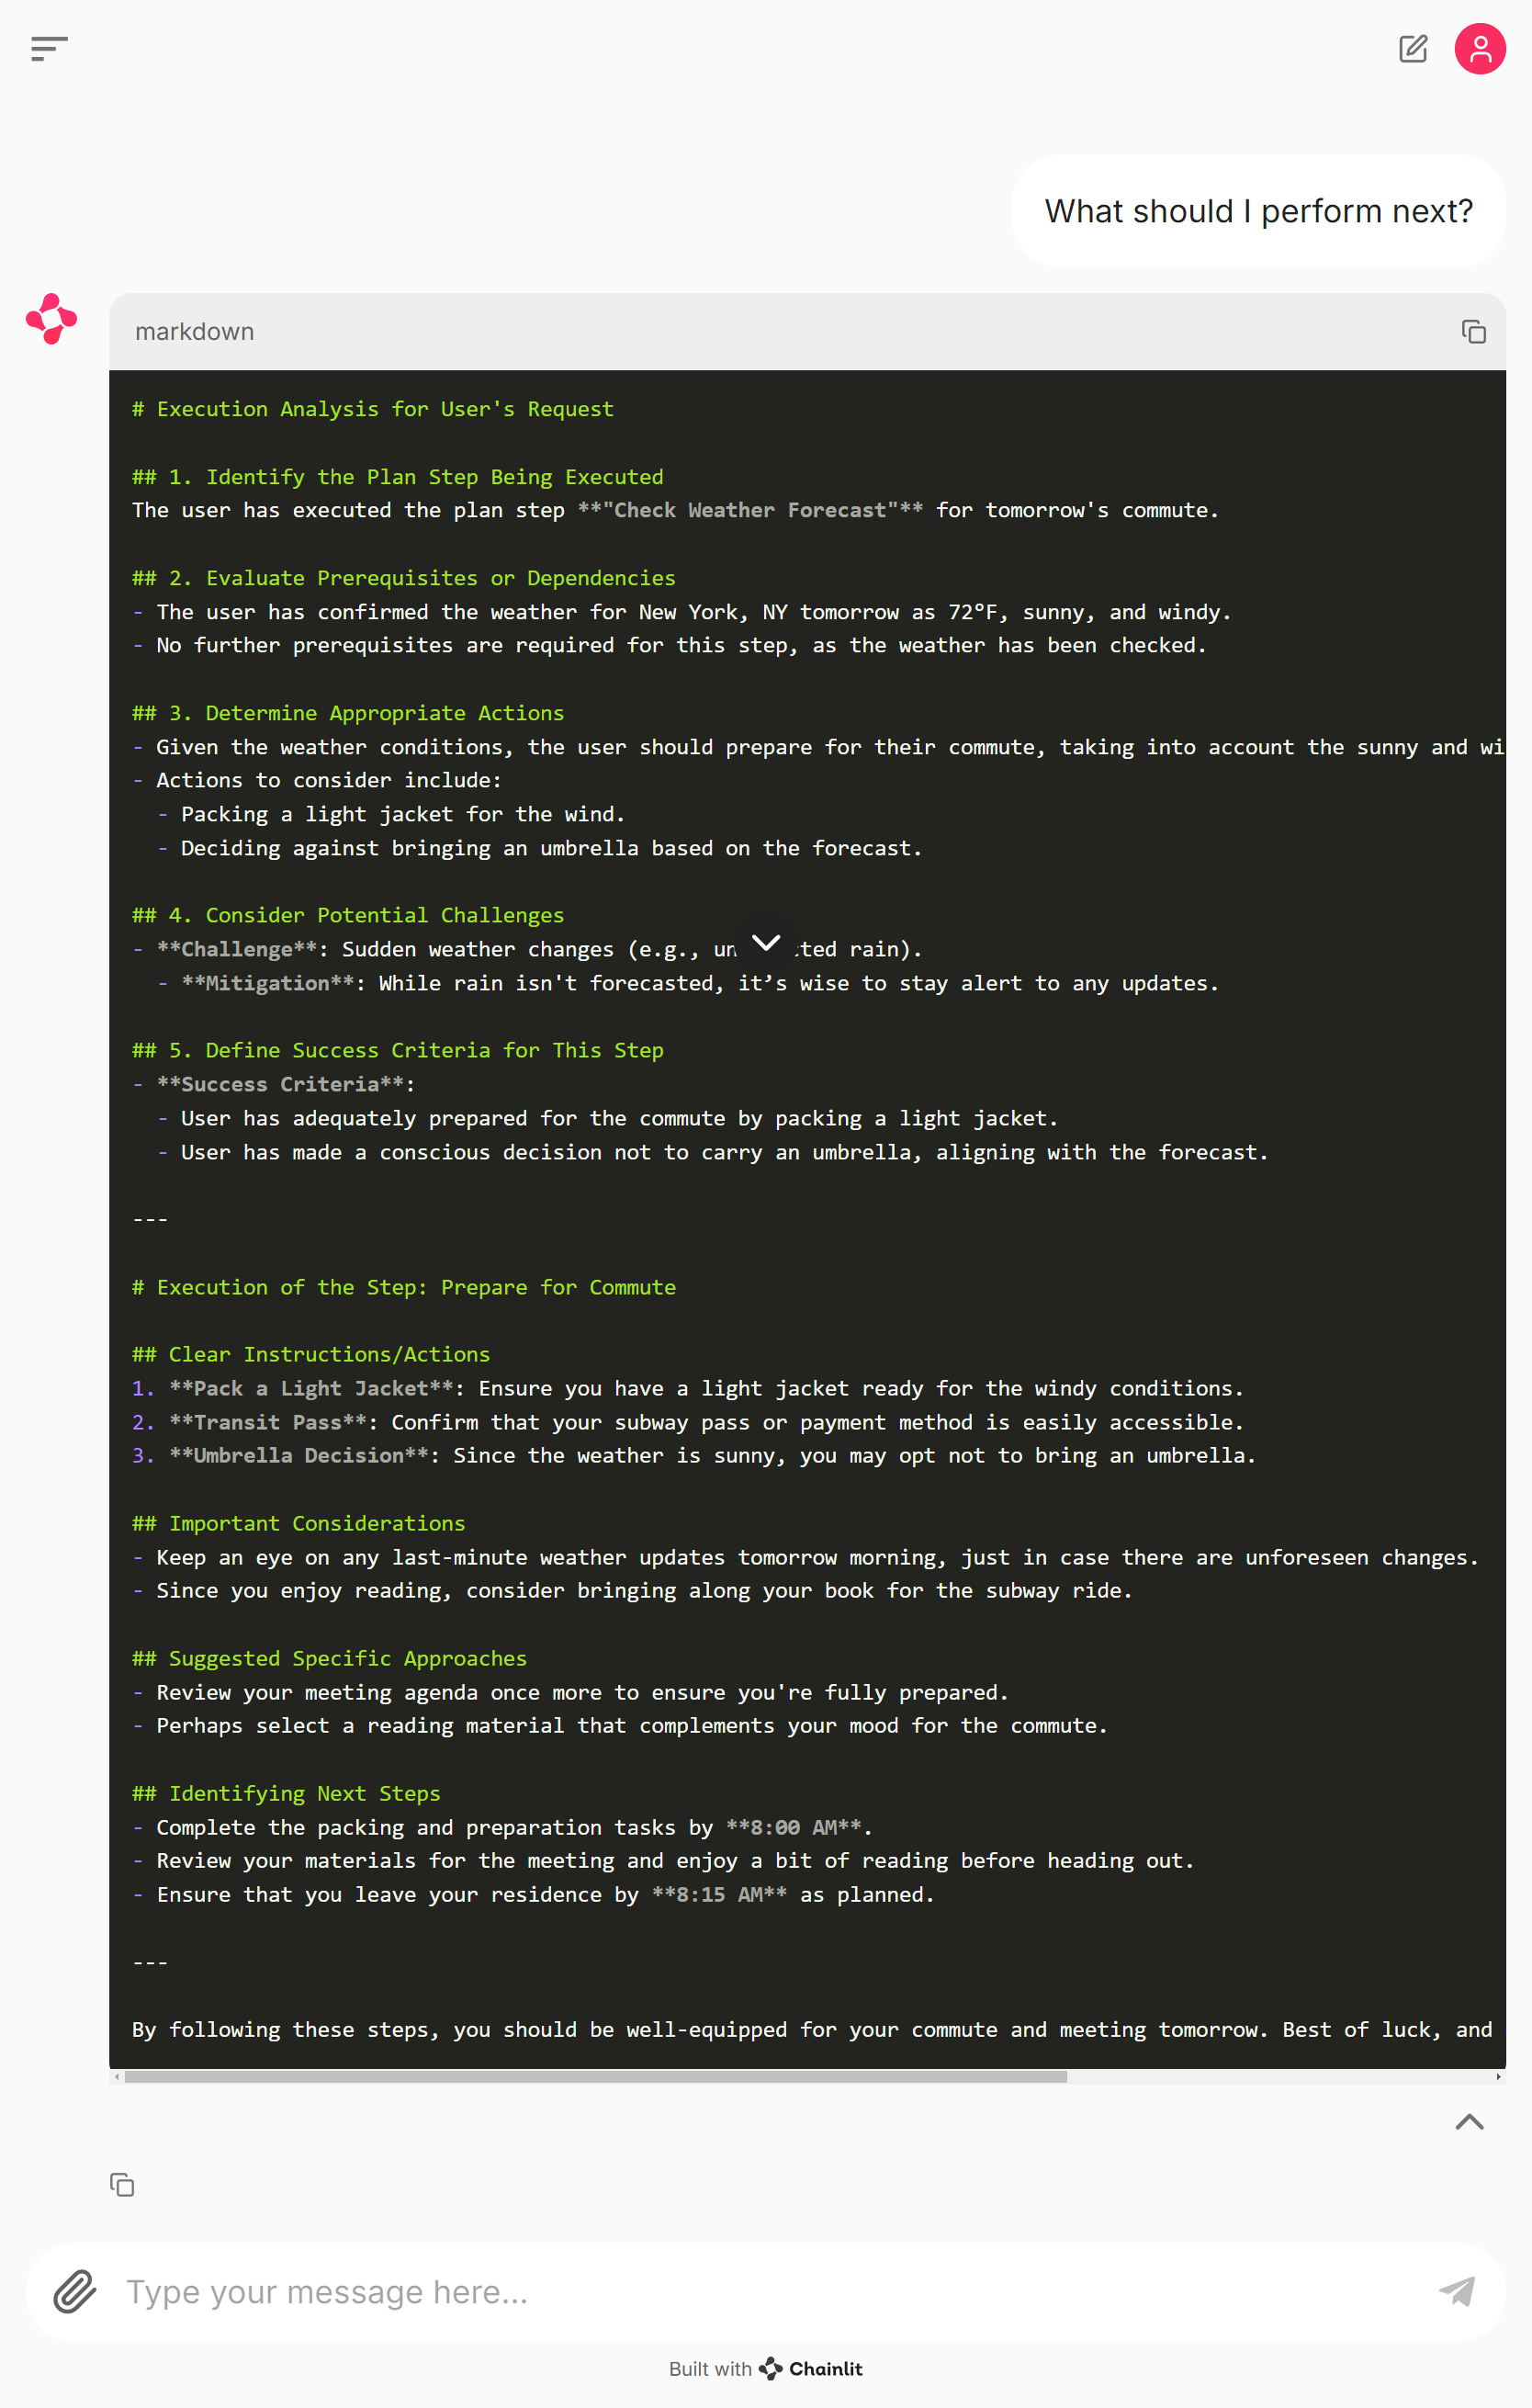 What should I perform next?
markdown
# Execution Analysis for User's Request
## 1. Identify the Plan Step Being Executed
The user has executed the plan step **"Check Weather Forecast"** for tomorrow's commute.
## 2. Evaluate Prerequisites or Dependencies
- The user has confirmed the weather for New York, NY tomorrow as 72°F, sunny, and windy.
- No further prerequisites are required for this step, as the weather has been checked.
## 3. Determine Appropriate Actions
- Given the weather conditions, the user should prepare for their commute, taking into account the sunny and wi
- Actions to consider include:
  - Packing a light jacket for the wind.
  - Deciding against bringing an umbrella based on the forecast.
## 4. Consider Potential Challenges
- **Challenge**: Sudden weather changes (e.g., rain).
  - **Mitigation**: While rain isn't forecasted, it’s wise to stay alert to any updates.
## 5. Define Success Criteria for This Step
- **Success Criteria**:
  - User has adequately prepared for the commute by packing a light jacket.
  - User has made a conscious decision not to carry an umbrella, aligning with the forecast.
---
# Execution of the Step: Prepare for Commute
## Clear Instructions/Actions
1. **Pack a Light Jacket**: Ensure you have a light jacket ready for the windy conditions.
2. **Transit Pass**: Confirm that your subway pass or payment method is easily accessible.
3. **Umbrella Decision**: Since the weather is sunny, you may opt not to bring an umbrella.
## Important Considerations
- Keep an eye on any last-minute weather updates tomorrow morning, just in case there are unforeseen changes.
- Since you enjoy reading, consider bringing along your book for the subway ride.
## Suggested Specific Approaches
- Review your meeting agenda once more to ensure you're fully prepared.
- Perhaps select a reading material that complements your mood for the commute.
## Identifying Next Steps
- Complete the packing and preparation tasks by **8:00 AM**.
- Review your materials for the meeting and enjoy a bit of reading before heading out.
- Ensure that you leave your residence by **8:15 AM** as planned.
---
By following these steps, you should be well-equipped for your commute and meeting tomorrow. Best of luck, and
Type your message here...
Built with Chainlit